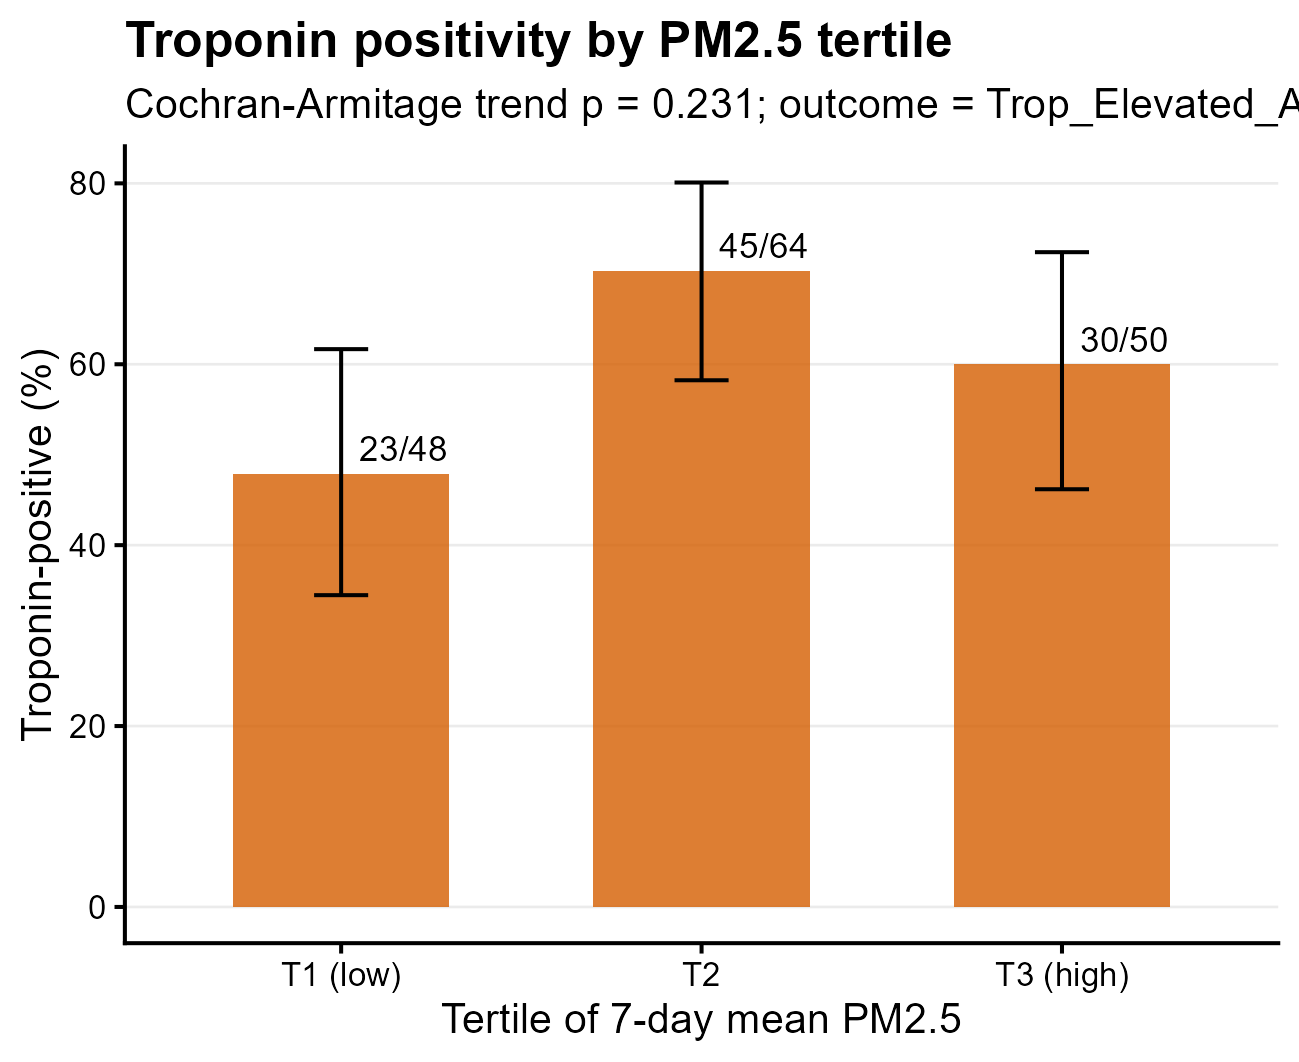 Troponin positivity by PM2.5 tertile
Cochran-Armitage trend p = 0.231; outcome = Trop_Elevated_A
80
60
40
20
0
Troponin-positive (%)
23/48
45/64
30/50
T1 (low)
T2
T3 (high)
Tertile of 7-day mean PM2.5